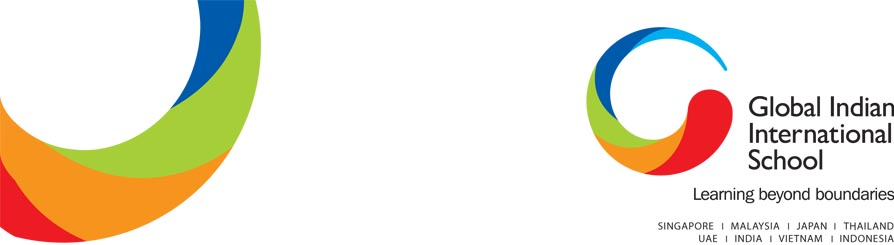 Global Indian
International
School
Learning beyond boundaries
SINGAPORE | MALAYSIA | JAPAN | THAILAND
UAE | INDIA | VIETNAM | INDONESIA